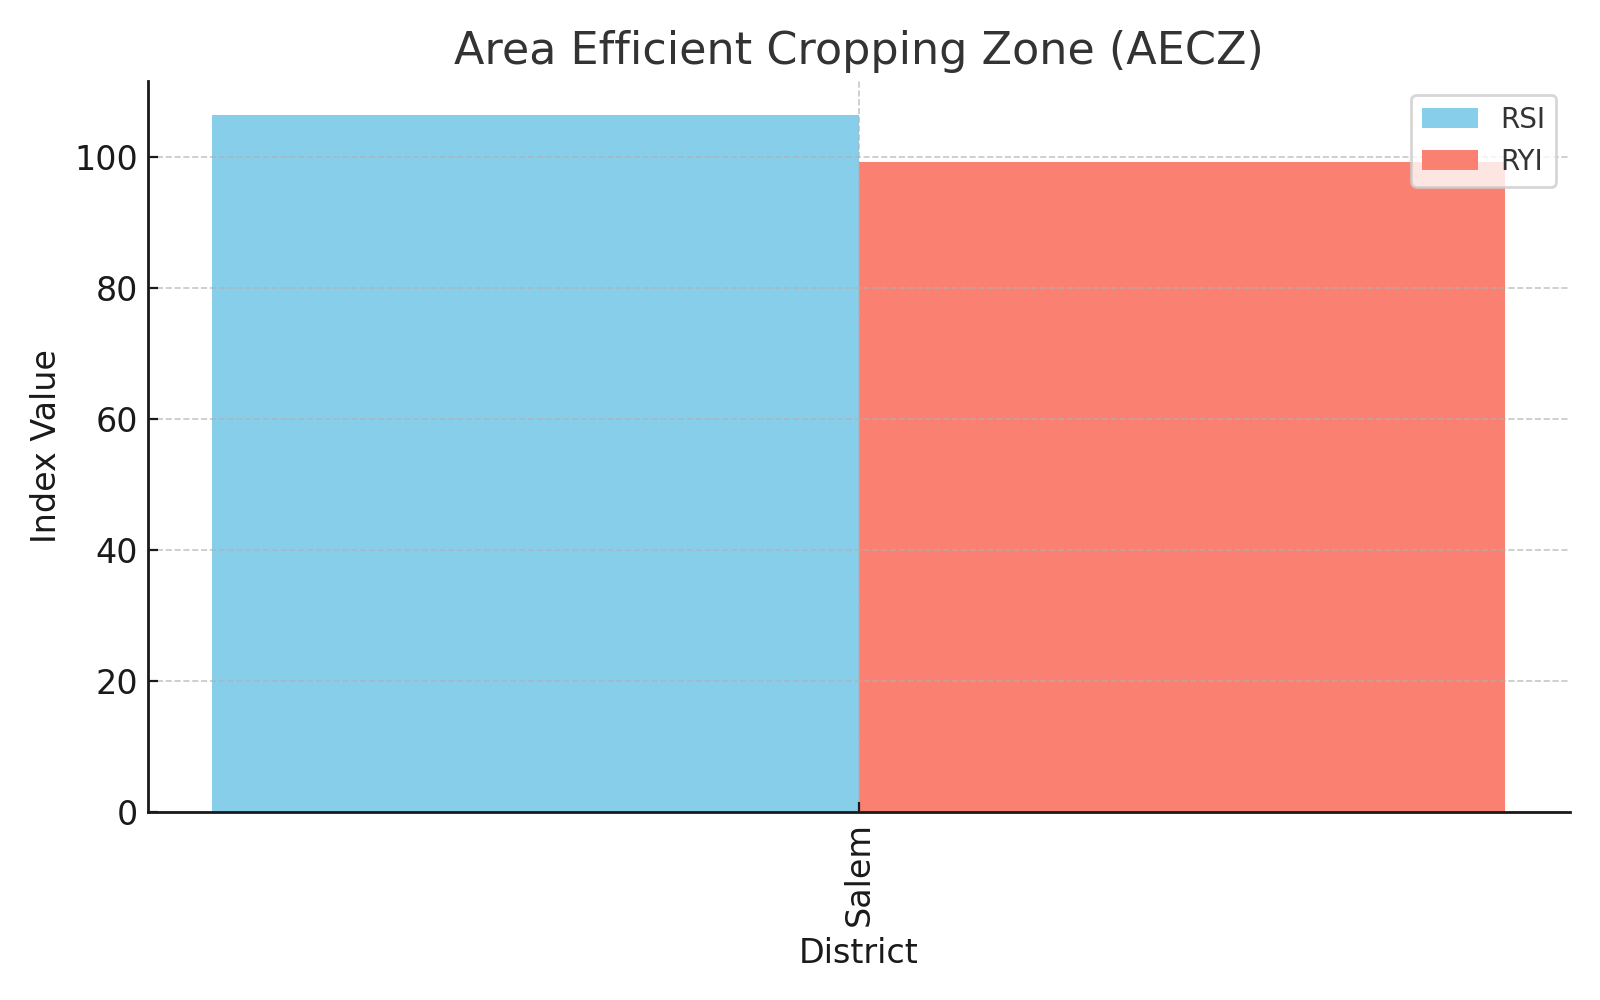 Area Efficient Cropping Zone (AECZ)
RSI
RYI
Index Value
100
80
60
40
20
0
Salem
District